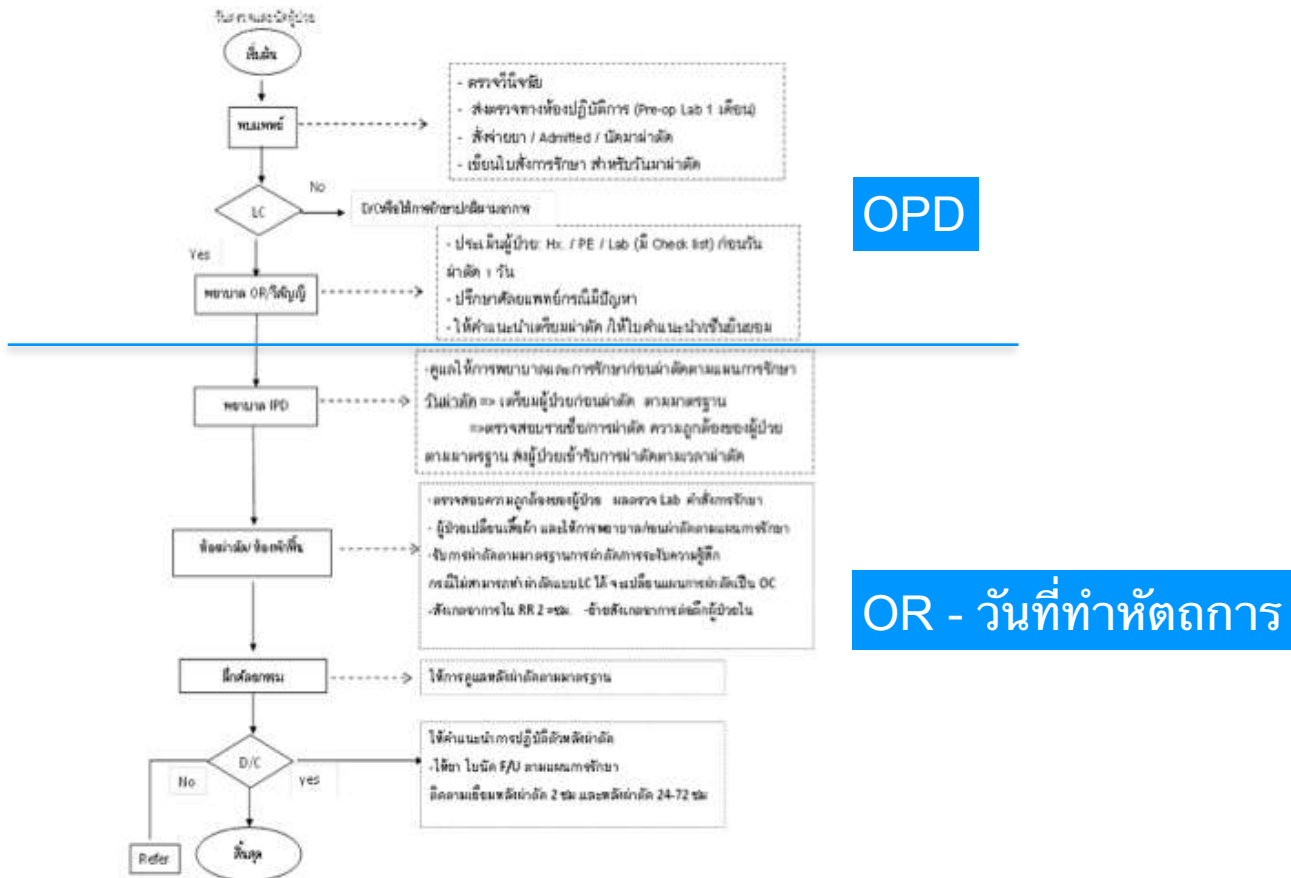 เริ่มต้น
พบแพทย์
- ตรวจวินิจฉัย
- ส่งตรวจทางห้องปฏิบัติการ (Pre-op Lab 1 เดือน)
- สั่งจ่ายยา / Admitted / นัดมาผ่าตัด
- เขียนใบสั่งการรักษา สำหรับวันมาผ่าตัด
No
LC
D/Cหรือให้การรักษาปกติตามอาการ
OPD
Yes
พยาบาล OR/วิสัญญี
- ประเมินผู้ป่วย: Hx. / PE / Lab (มี Check list) ก่อนวัน
ผ่าตัด 1 วัน
- ปรึกษาศัลยแพทย์กรณีมีปัญหา
- ให้คำแนะนำเตรียมผ่าตัด /ให้ใบคำแนะนำ/เซ็นยินยอม
พยาบาล IPD
-ดูแลให้การพยาบาลและการรักษาก่อนผ่าตัดตามแผนการรักษา
วันผ่าตัด => เตรียมผู้ป่วยก่อนผ่าตัด ตามมาตรฐาน
=>ตรวจสอบรายชื่อ/การผ่าตัด ความถูกต้องของผู้ป่วย
ตามมาตรฐาน ส่งผู้ป่วยเข้ารับการผ่าตัดตามเวลาผ่าตัด
ห้องผ่าตัด/ห้องพักฟื้น
-ตรวจสอบความถูกต้องของผู้ป่วย ผลตรวจ Lab คำสั่งการรักษา
- ผู้ป่วยเปลี่ยนเสื้อผ้า และให้การพยาบาลก่อนผ่าตัดตามแผนการรักษา
-รับการผ่าตัดตามมาตรฐานการผ่าตัด/การระงับความรู้สึก
กรณีไม่สามารถทำผ่าตัดแบบLC ได้ จะเปลี่ยนแผนการผ่าตัดเป็น OC
-สังเกตอาการใน RR 2 ชม. -ย้ายสังเกตอาการต่อตึกผู้ป่วยใน
OR - วันที่ทำหัตถการ
ตึกศัลยกรรม
ให้การดูแลหลังผ่าตัดตามมาตรฐาน
D/C
No
yes
ให้คำแนะนำการปฏิบัติตัวหลังผ่าตัด
-ให้ยา ใบนัด F/U ตามแผนการรักษา
ติดตามเยี่ยมหลังผ่าตัด 2 ชม และหลังผ่าตัด 24-72 ชม
Refer
สิ้นสุด